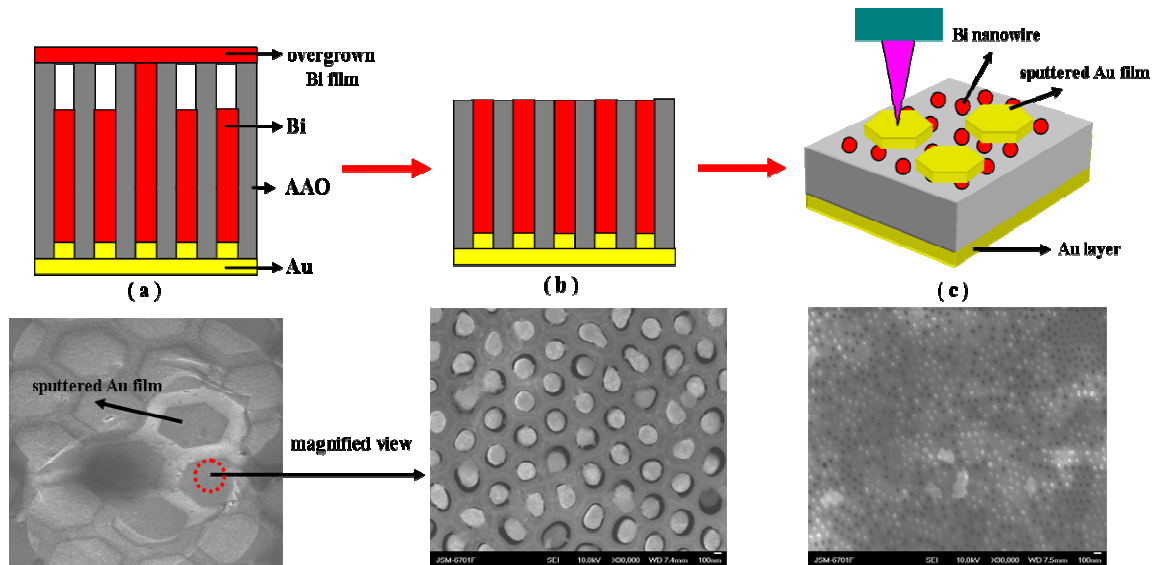 overgrown
Bi film
Bi
AAO
Au
( a )
( b )
Bi nanowire
sputtered Au film
Au layer
( c )
sputtered Au film
magnified view
JSM-6701F SEI 10.0kV X30,000 WD 7.4mm 100nm
JSM-6701F SEI 10.0kV X30,000 WD 7.5mm 100nm